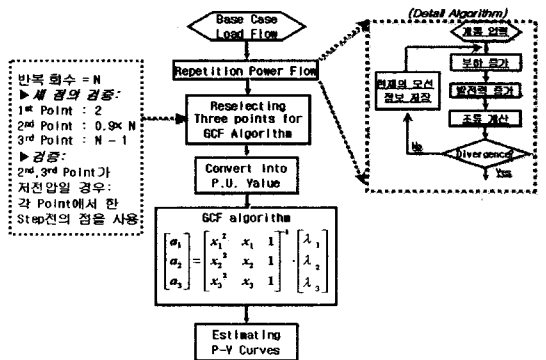 Base Case
Load Flow
Repetition Power Flow
Reselecting
Three points for
GCF Algorithm
Convert into
P.U. Value
GCF algorithm
a₁ = x₁² x₁ 1 ⁻¹ · λ₁
a₂ x₂² x₂ 1 λ₂
a₃ x₃² x₃ 1 λ₃
Estimating
P-V Curves
반복 회수 = N
▶세 점의 검증:
1st Point : 2
2nd Point : 0.9× N
3rd Point : N - 1
▶검증:
2nd,3rd Point가
저전압일 경우:
각 Point에서 한
Step전의 점을 사용
(Detail Algorithm)
계통 입력
부하 증가
발전력 증가
조류 계산
Divergence?
No
Yes
현재의 모선
정보 저장